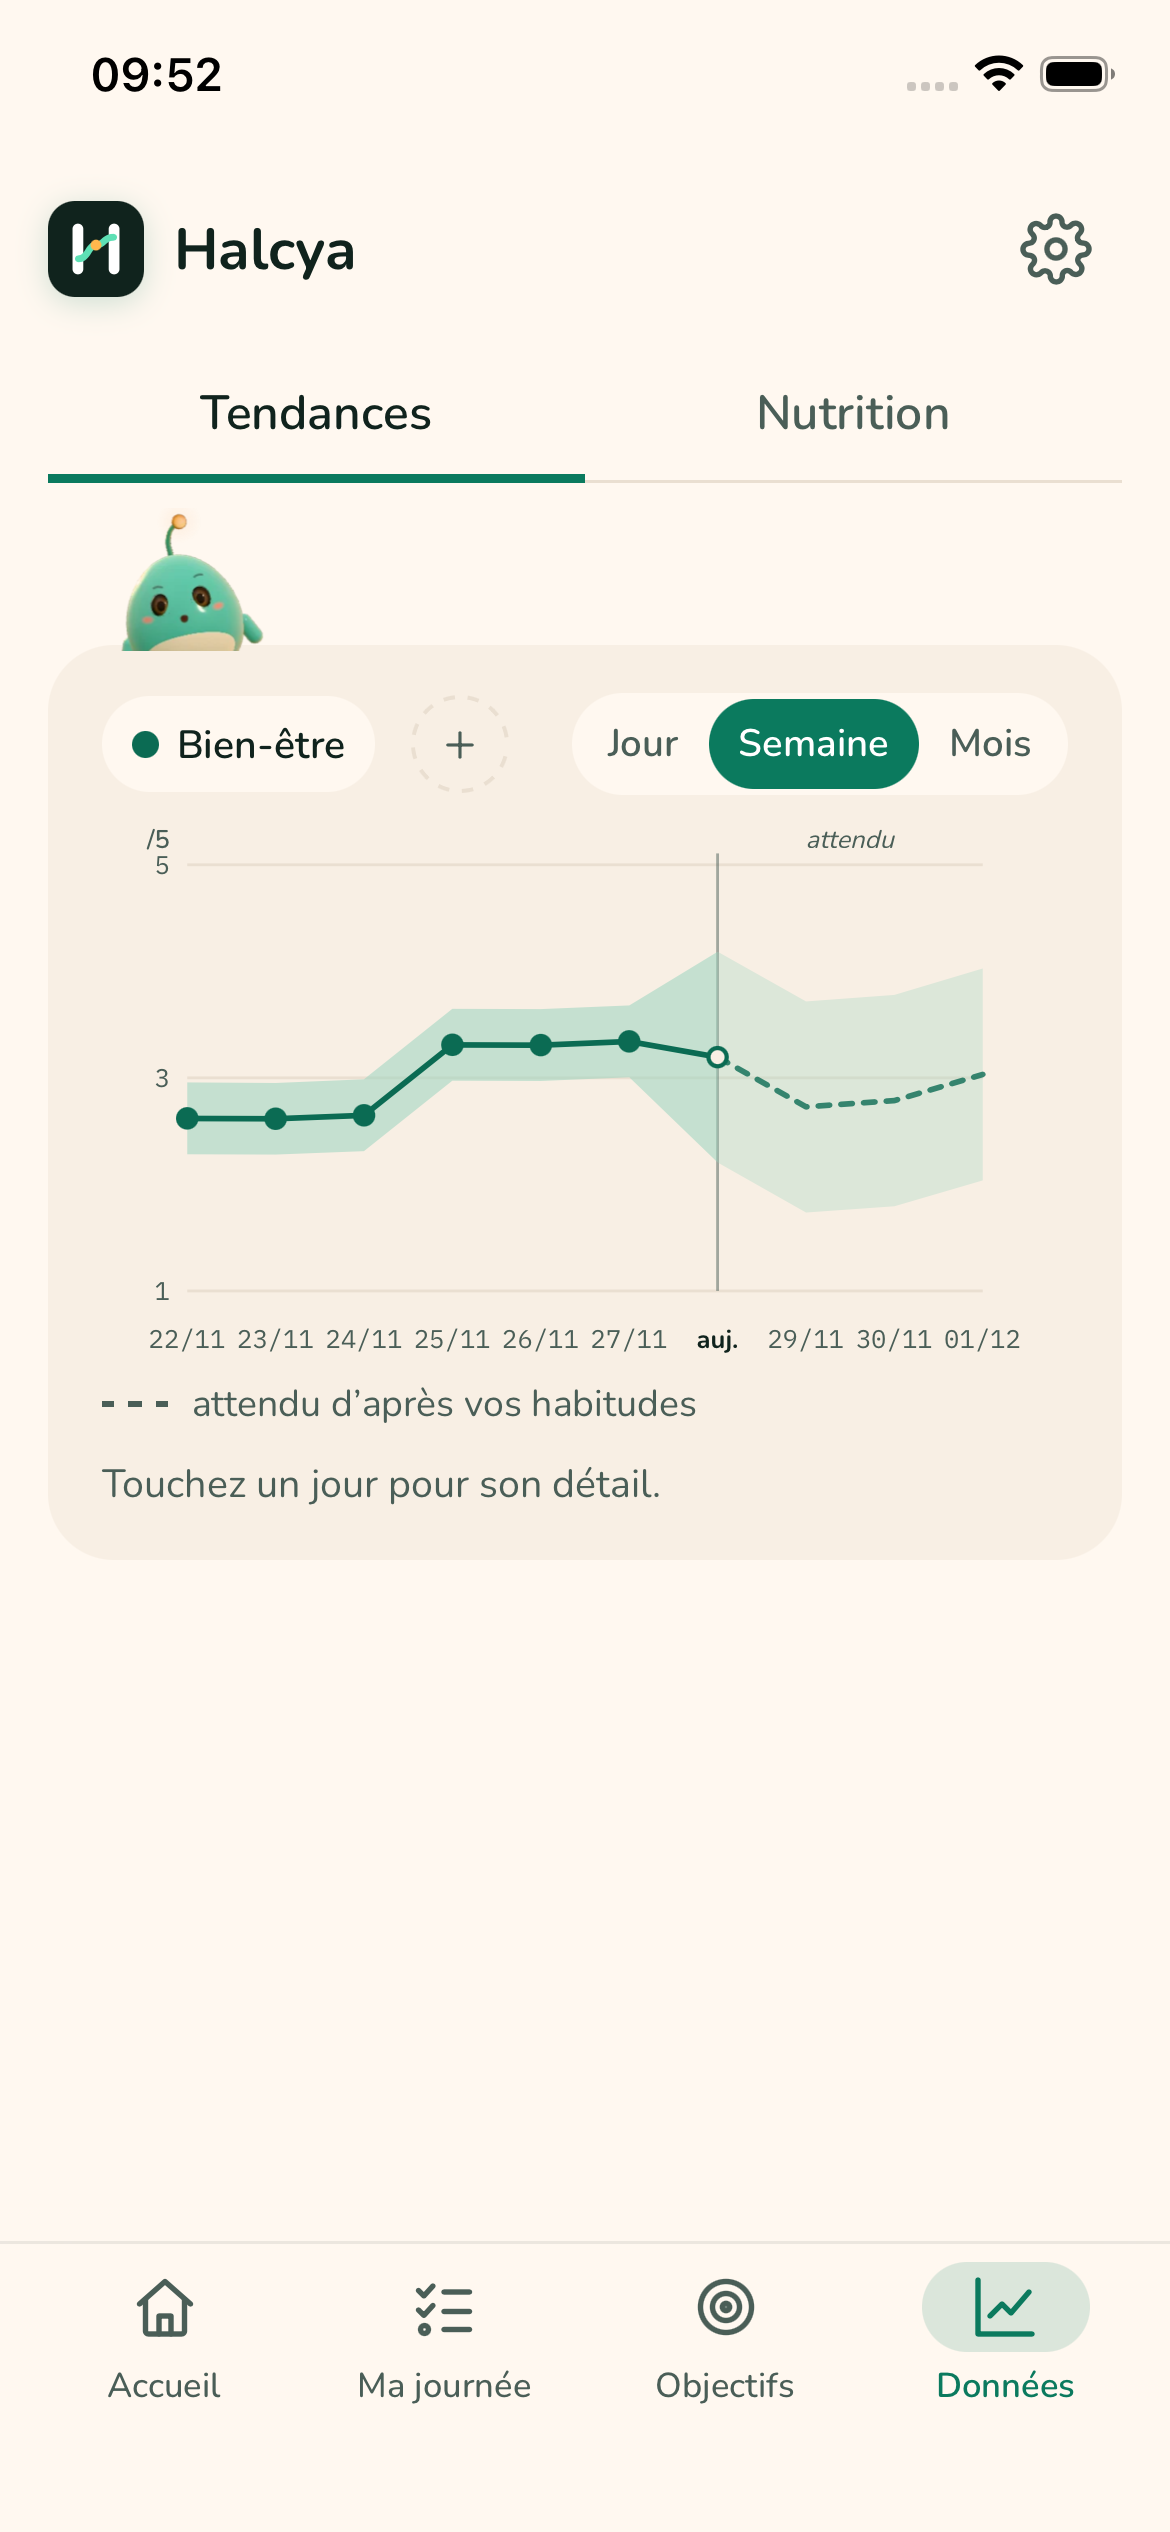 09:52
Halcya
Tendances Nutrition
Bien-être + Jour Semaine Mois
/5 attendu
5
3
1
22/11 23/11 24/11 25/11 26/11 27/11 auj. 29/11 30/11 01/12
attendu d’après vos habitudes
Touchez un jour pour son détail.
Accueil Ma journée Objectifs Données